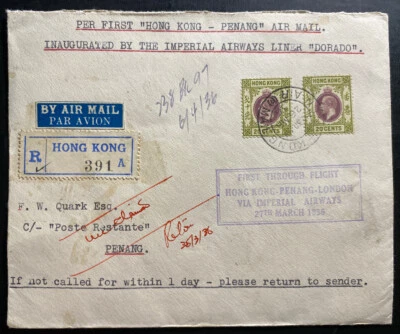 PER FIRST "HONG KONG - PENANG" AIR MAIL.
INAUGURATED BY THE IMPERIAL AIRWAYS LINER "DORADO".
BY AIR MAIL
PAR AVION
R HONG KONG
391 A
6/4/36
HONG KONG
20 CENTS
HONG KONG
20 CENTS
FIRST THROUGH FLIGHT
HONG KONG-PENANG-LONDON
VIA IMPERIAL AIRWAYS
27TH MARCH 1936
F. W. Quark Esq.
C/- "Poste Restante"
PENANG.
If not called for within 1 day - please return to sender.